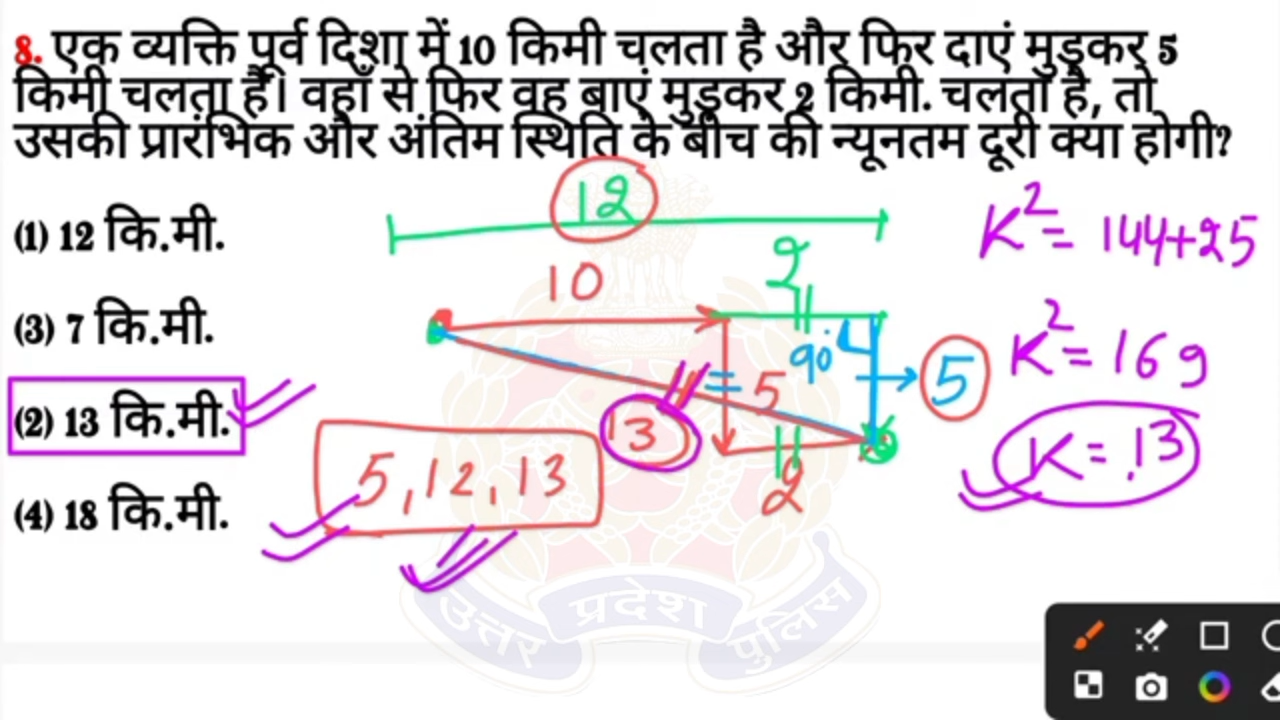 8. एक व्यक्ति पूर्व दिशा में 10 किमी चलता है और फिर दाएं मुड़कर 5
किमी चलता है। वहाँ से फिर वह बाएं मुड़कर 2 किमी. चलता है, तो
उसकी प्रारंभिक और अंतिम स्थिति के बीच की न्यूनतम दूरी क्या होगी?
12
(1) 12 कि.मी.
K² = 144+25
2
10
(3) 7 कि.मी.
90°
5
K² = 169
5
(2) 13 कि.मी.
13
K = 13
5, 12, 13
2
(4) 18 कि.मी.
उत्तर प्रदेश पुलिस